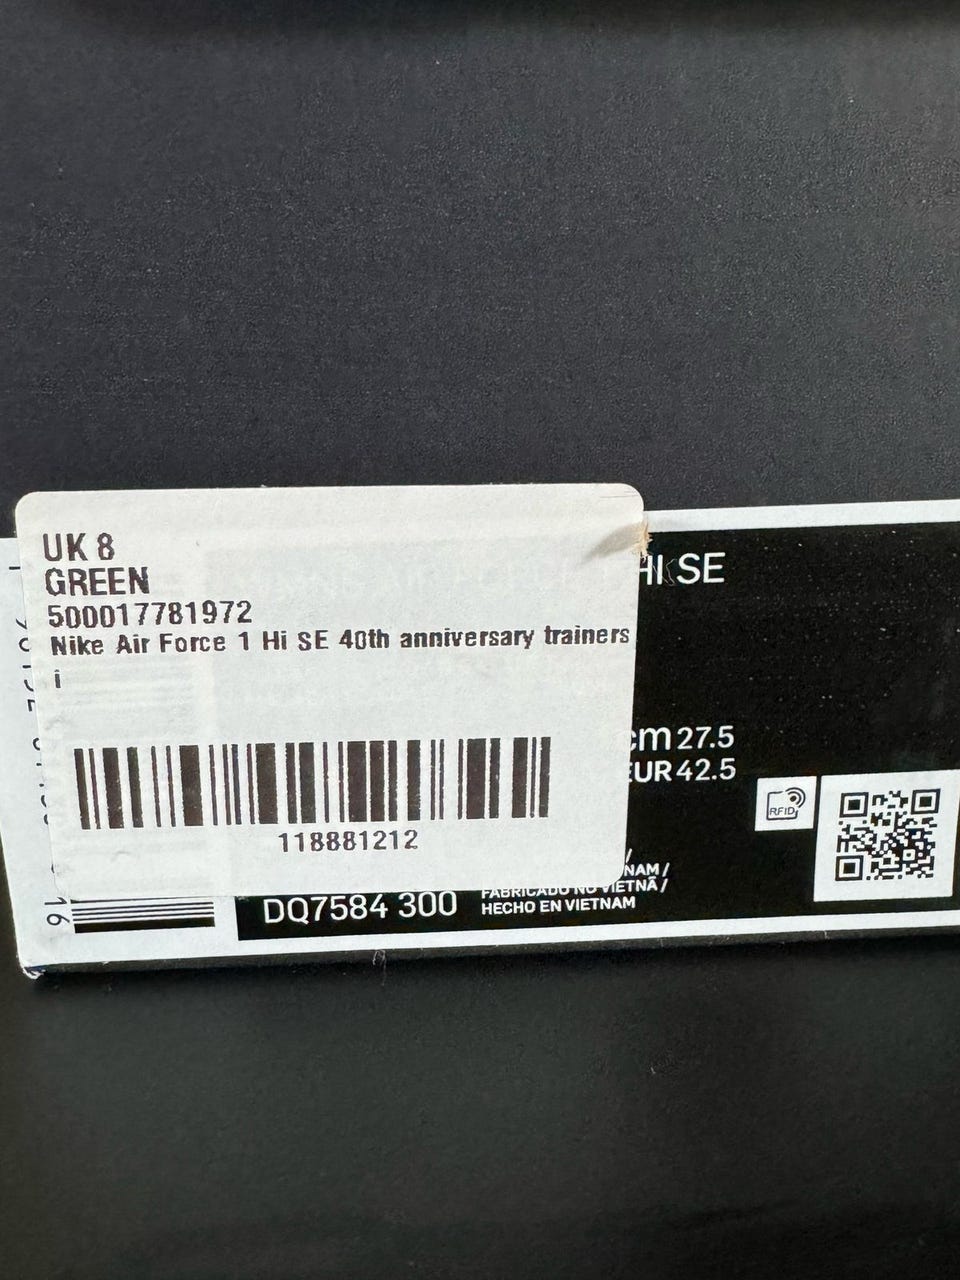 UK 8
GREEN
500017781972
Nike Air Force 1 Hi SE 40th anniversary trainers
i
118881212
HI SE
cm 27.5
EUR 42.5
RFID
NAM /
FABRICADO NO VIETNÃ /
HECHO EN VIETNAM
DQ7584 300
16